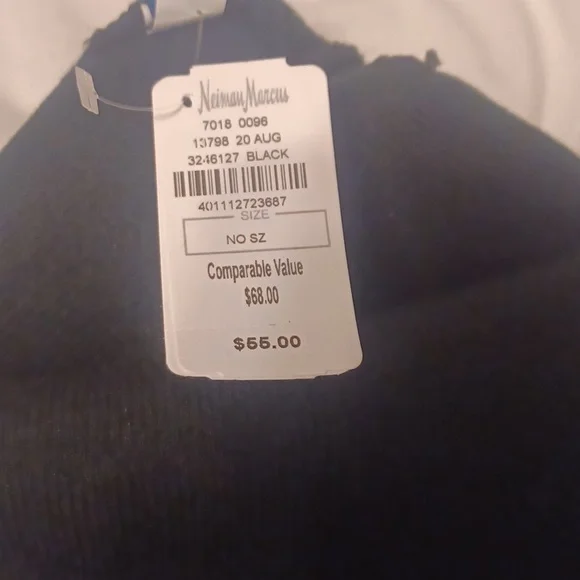 Neiman Marcus
7018 0096
13798 20 AUG
3246127 BLACK
401112723687
SIZE
NO SZ
Comparable Value
$68.00
$55.00